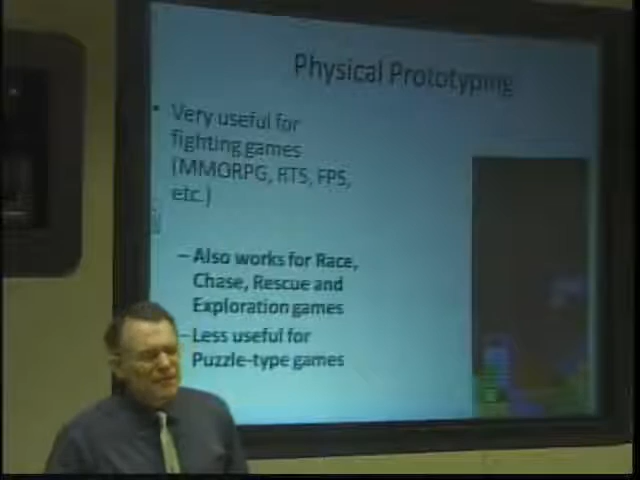 Physical Prototyping
• Very useful for
fighting games
(MMORPG, RTS, FPS,
etc.)
– Also works for Race,
Chase, Rescue and
Exploration games
– Less useful for
Puzzle-type games